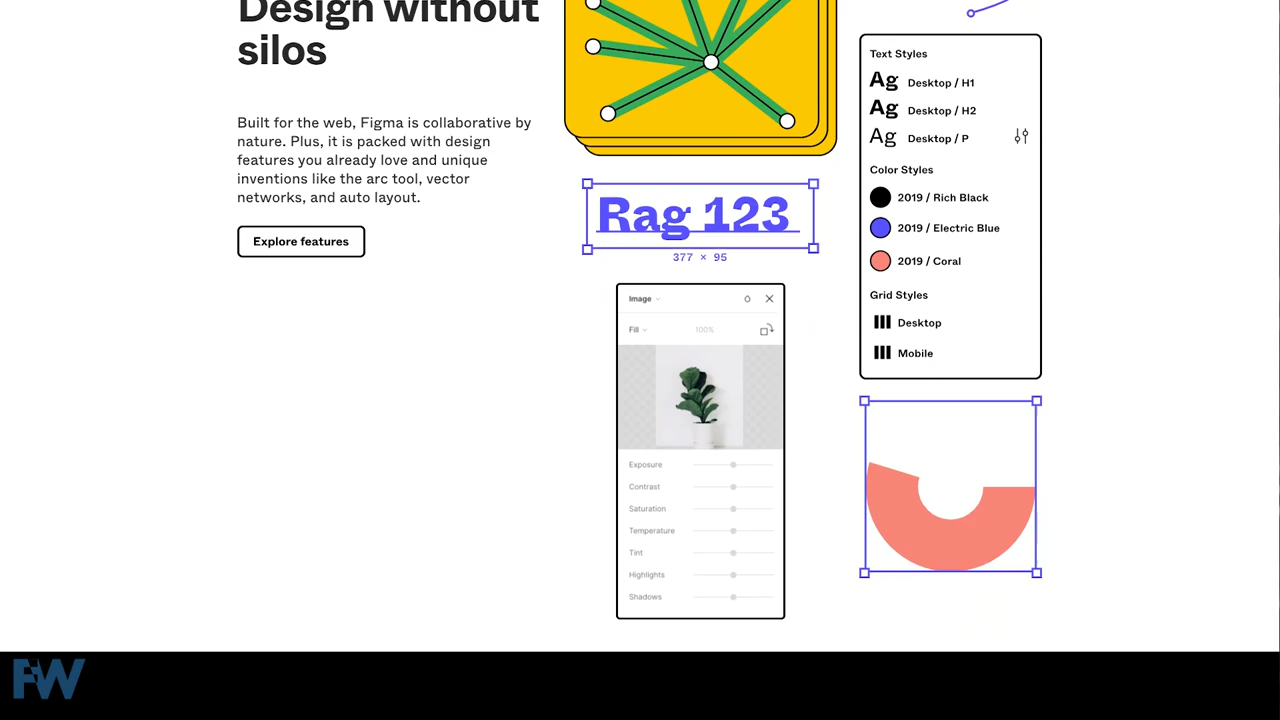 Design without
silos
Built for the web, Figma is collaborative by
nature. Plus, it is packed with design
features you already love and unique
inventions like the arc tool, vector
networks, and auto layout.
Explore features
Rag 123
377 × 95
Image
Fill
100%
Exposure
Contrast
Saturation
Temperature
Tint
Highlights
Shadows
Text Styles
Ag Desktop / H1
Ag Desktop / H2
Ag Desktop / P
Color Styles
2019 / Rich Black
2019 / Electric Blue
2019 / Coral
Grid Styles
Desktop
Mobile
FW